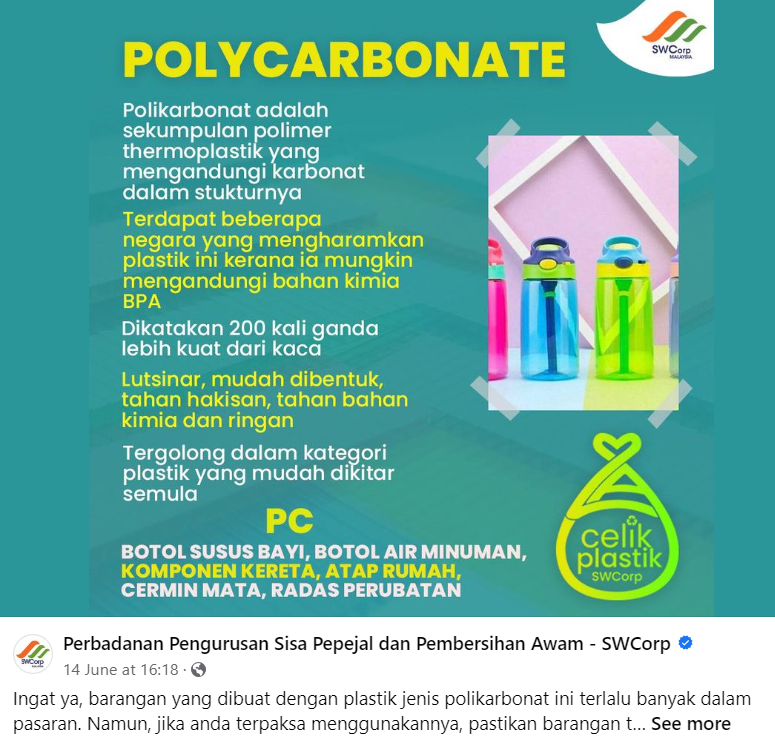 SWCorp
MALAYSIA
POLYCARBONATE
Polikarbonat adalah
sekumpulan polimer
thermoplastik yang
mengandungi karbonat
dalam stukturnya
Terdapat beberapa
negara yang mengharamkan
plastik ini kerana ia mungkin
mengandungi bahan kimia
BPA
Dikatakan 200 kali ganda
lebih kuat dari kaca
Lutsinar, mudah dibentuk,
tahan hakisan, tahan bahan
kimia dan ringan
Tergolong dalam kategori
plastik yang mudah dikitar
semula
PC
BOTOL SUSUS BAYI, BOTOL AIR MINUMAN,
KOMPONEN KERETA, ATAP RUMAH,
CERMIN MATA, RADAS PERUBATAN
celik
plastik
SWCorp
SWCorp
Perbadanan Pengurusan Sisa Pepejal dan Pembersihan Awam - SWCorp
14 June at 16:18 ·
Ingat ya, barangan yang dibuat dengan plastik jenis polikarbonat ini terlalu banyak dalam
pasaran. Namun, jika anda terpaksa menggunakannya, pastikan barangan t... See more